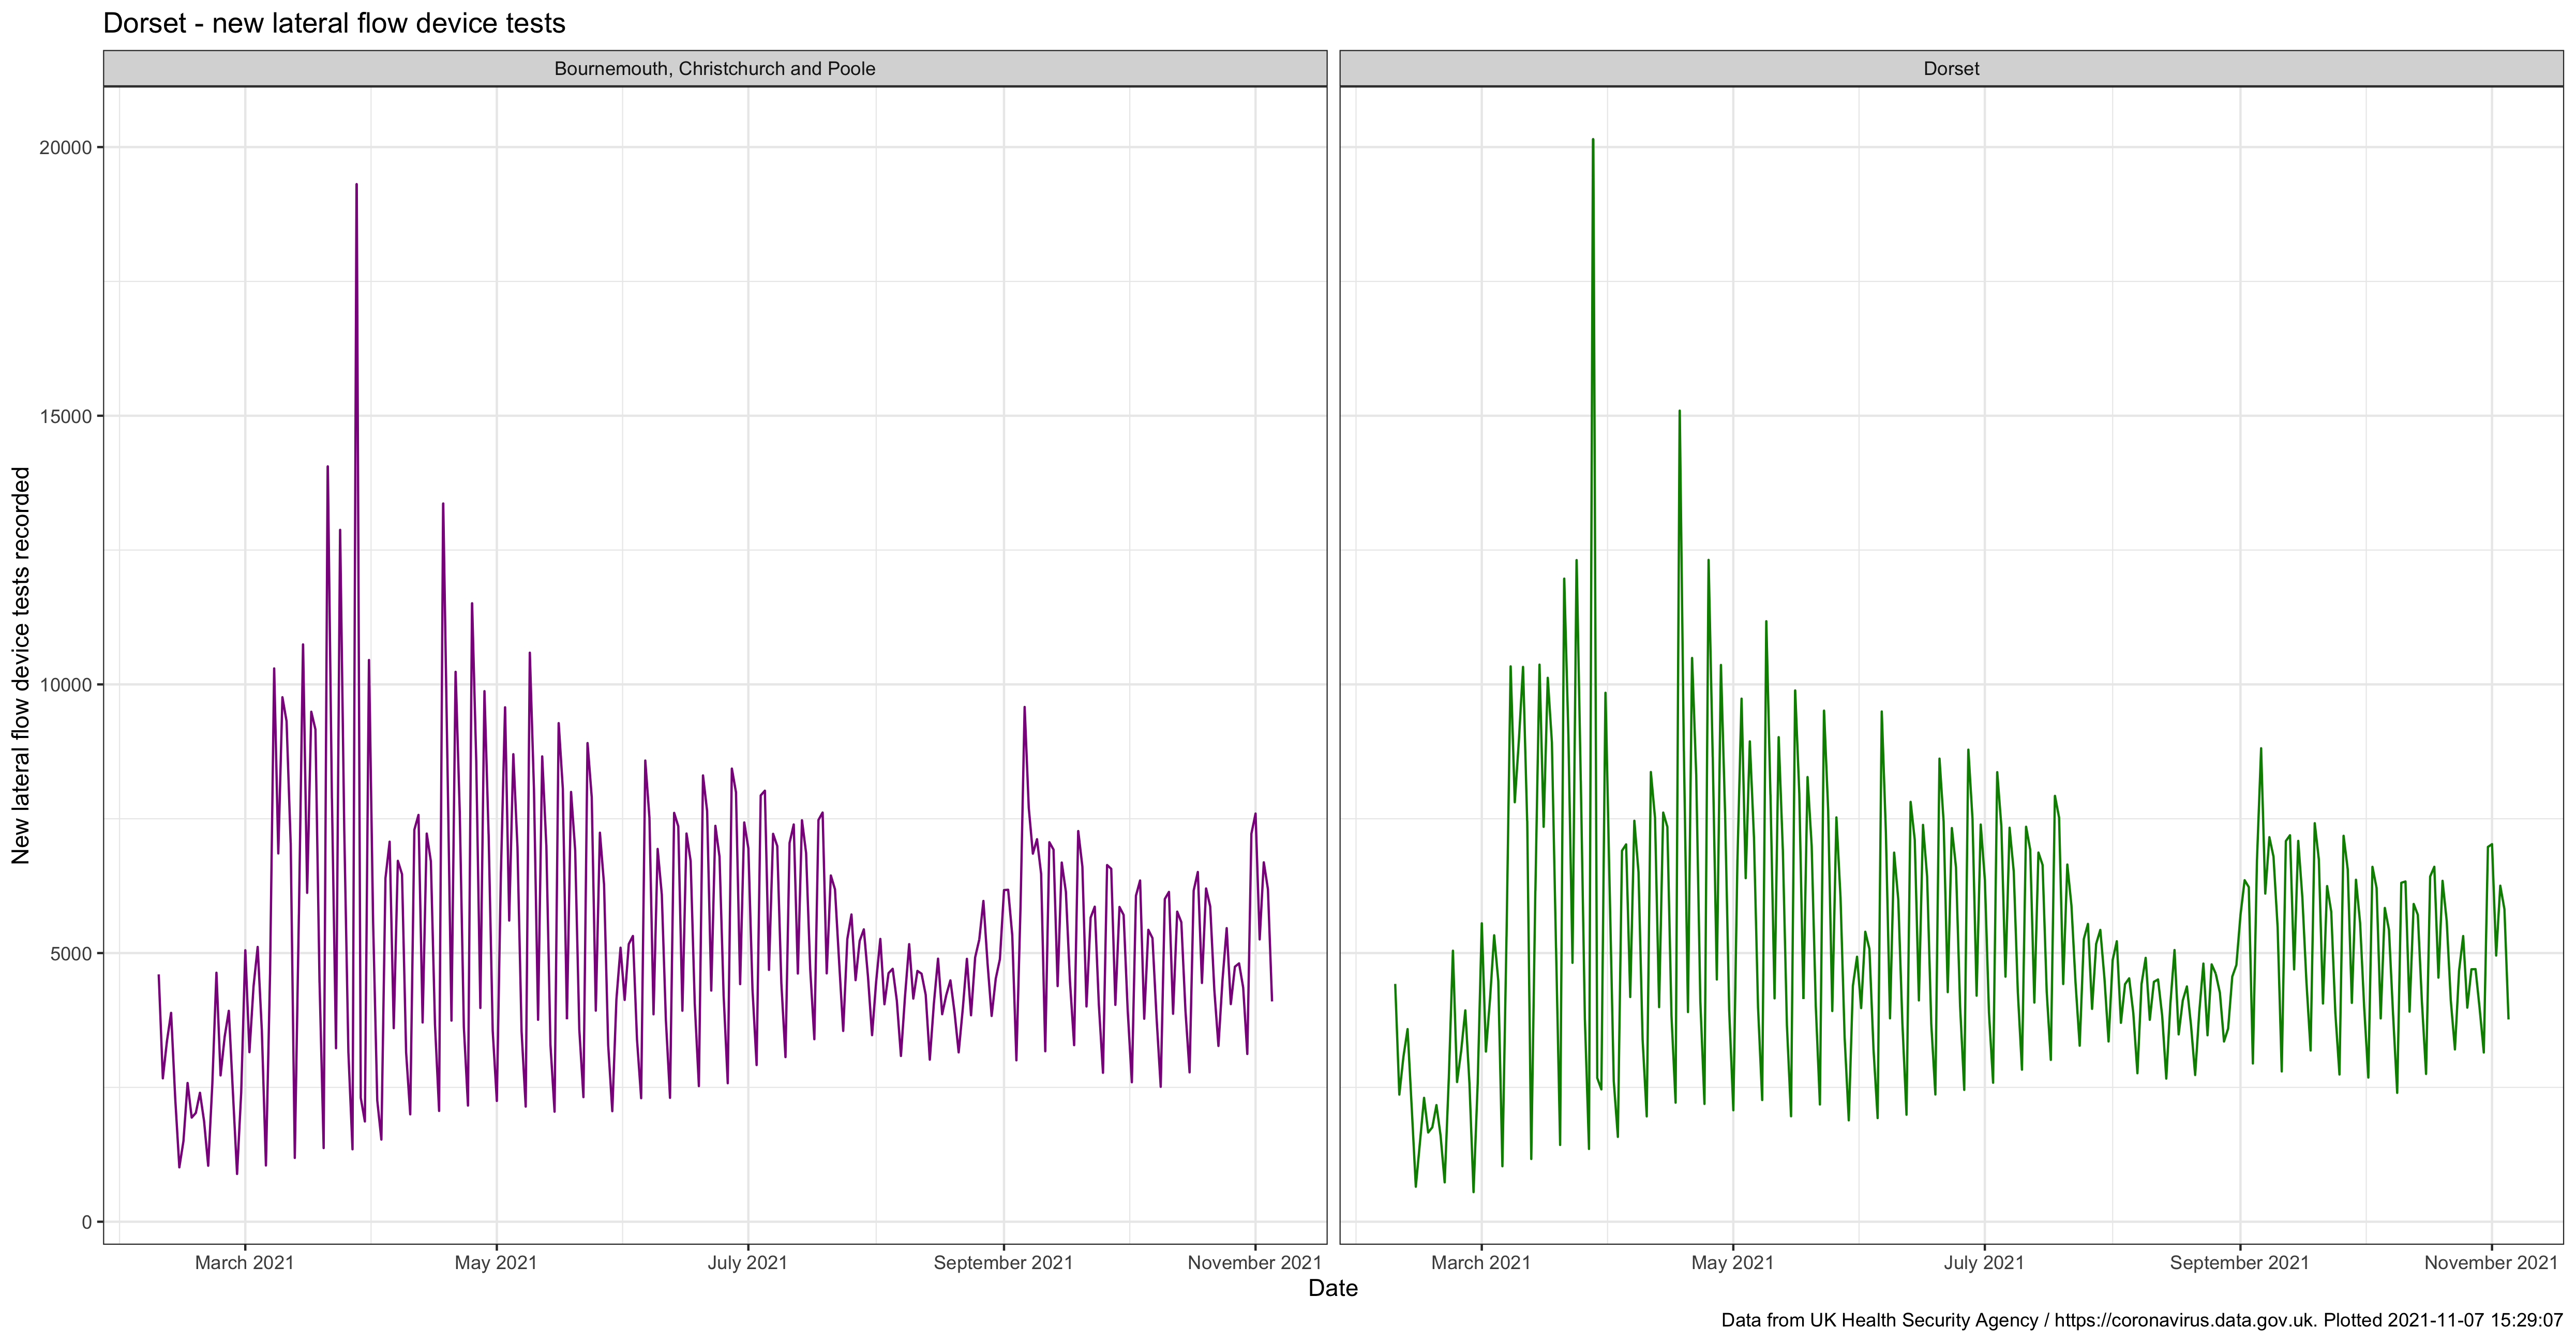 Dorset - new lateral flow device tests
Bournemouth, Christchurch and Poole
Dorset
New lateral flow device tests recorded
20000
15000
10000
5000
0
March 2021
May 2021
July 2021
September 2021
November 2021
March 2021
May 2021
July 2021
September 2021
November 2021
Date
Data from UK Health Security Agency / https://coronavirus.data.gov.uk. Plotted 2021-11-07 15:29:07